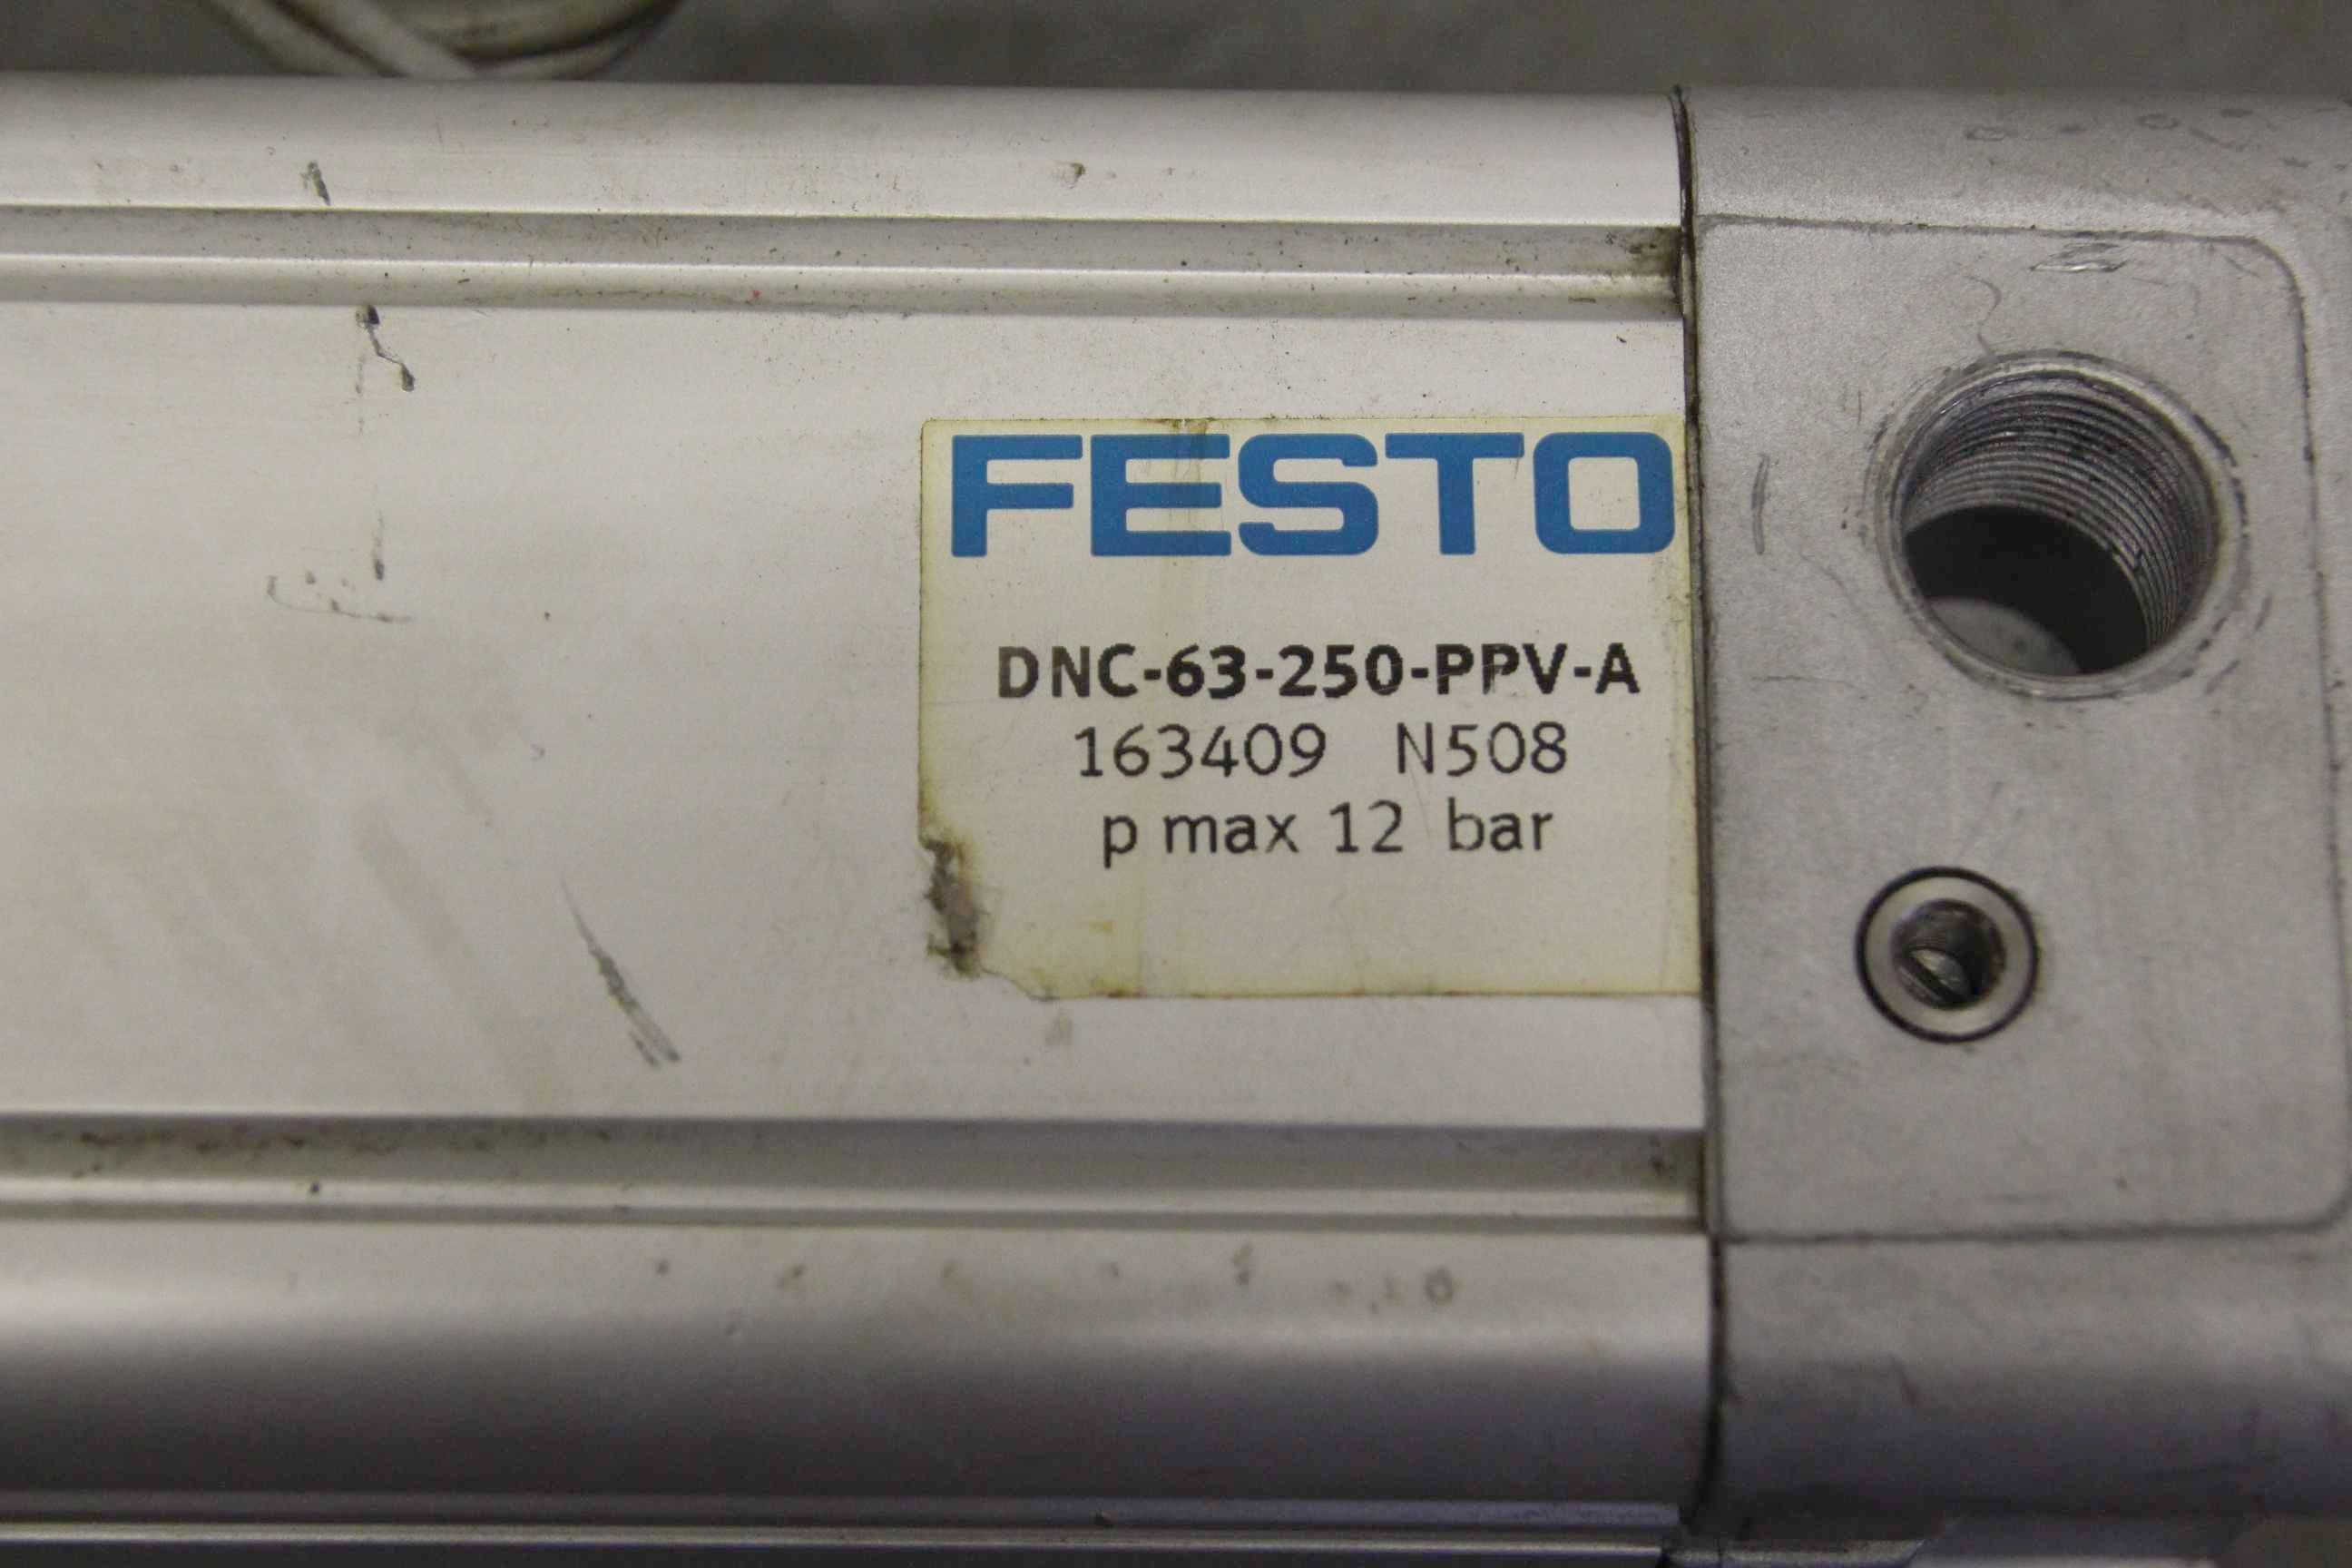 FESTO
DNC-63-250-PPV-A
163409 N508
p max 12 bar